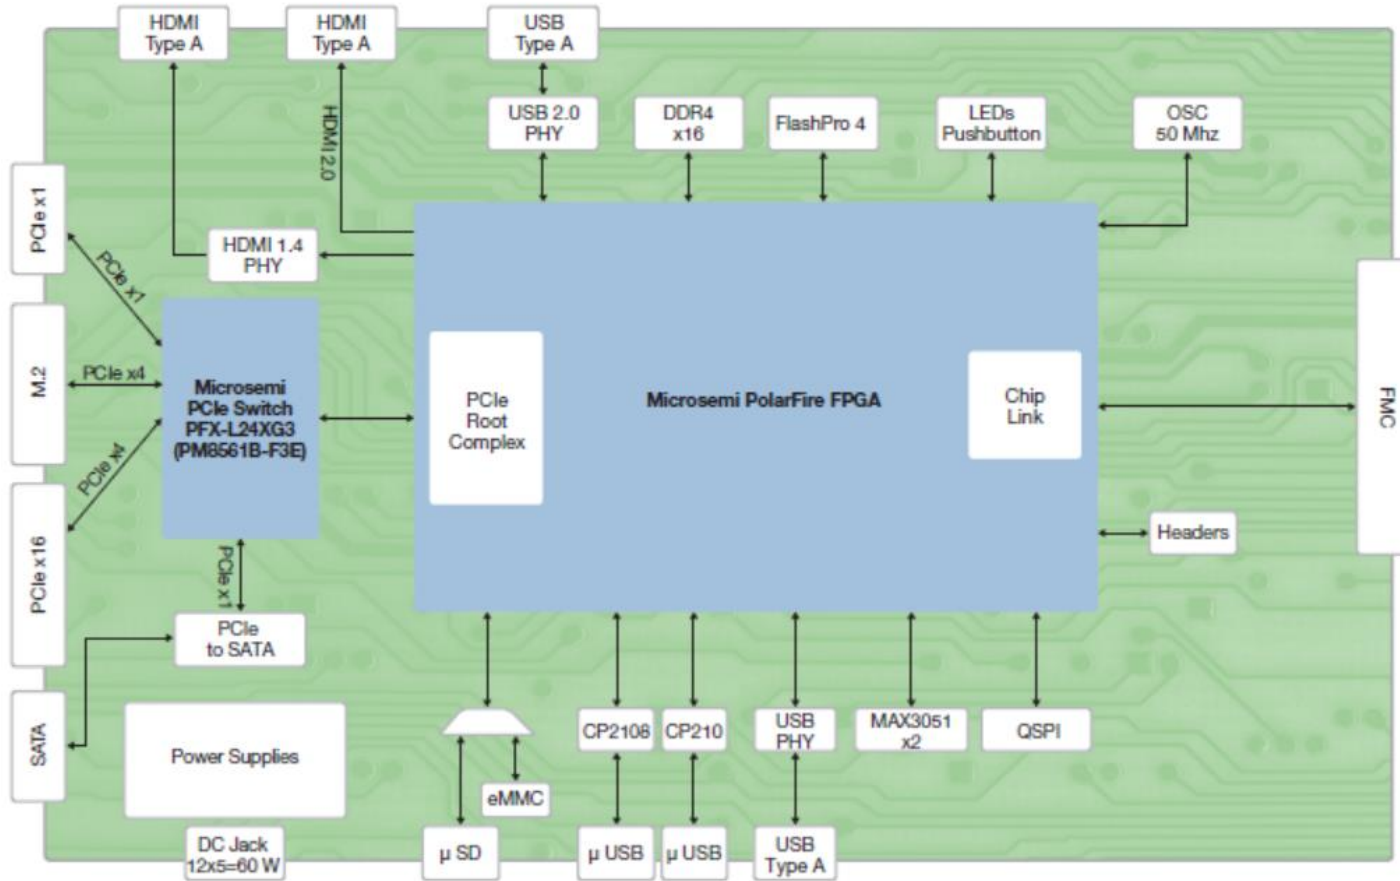 HDMI
Type A
HDMI
Type A
USB
Type A
HDMI 2.0
USB 2.0
PHY
DDR4
x16
FlashPro 4
LEDs
Pushbutton
OSC
50 Mhz
PCIe x1
PCIe x1
HDMI 1.4
PHY
M.2
PCIe x4
Microsemi
PCIe Switch
PFX-L24XG3
(PM8561B-F3E)
PCIe
Root
Complex
Microsemi PolarFire FPGA
Chip
Link
FMC
PCIe x4
PCIe x16
PCIe x1
Headers
PCIe
to SATA
SATA
Power Supplies
CP2108
CP210
USB
PHY
MAX3051
x2
QSPI
eMMC
DC Jack
12x5=60 W
µ SD
µ USB
µ USB
USB
Type A